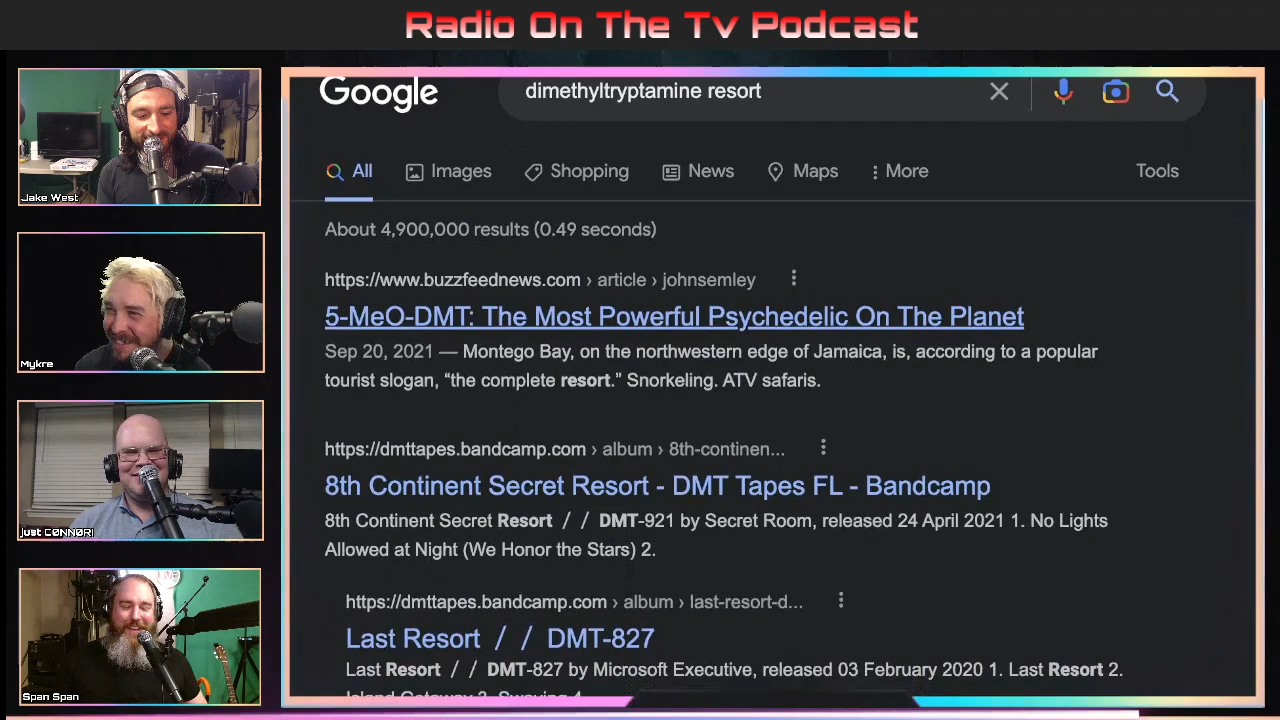 Radio On The Tv Podcast
Jake West
Mykre
Just C0NN0R!
Span Span
Google
dimethyltryptamine resort
All Images Shopping News Maps More Tools
About 4,900,000 results (0.49 seconds)
https://www.buzzfeednews.com › article › johnsemley
5-MeO-DMT: The Most Powerful Psychedelic On The Planet
Sep 20, 2021 — Montego Bay, on the northwestern edge of Jamaica, is, according to a popular
tourist slogan, “the complete resort.” Snorkeling. ATV safaris.
https://dmttapes.bandcamp.com › album › 8th-continen...
8th Continent Secret Resort - DMT Tapes FL - Bandcamp
8th Continent Secret Resort / / DMT-921 by Secret Room, released 24 April 2021 1. No Lights
Allowed at Night (We Honor the Stars) 2.
https://dmttapes.bandcamp.com › album › last-resort-d...
Last Resort / / DMT-827
Last Resort / / DMT-827 by Microsoft Executive, released 03 February 2020 1. Last Resort 2.